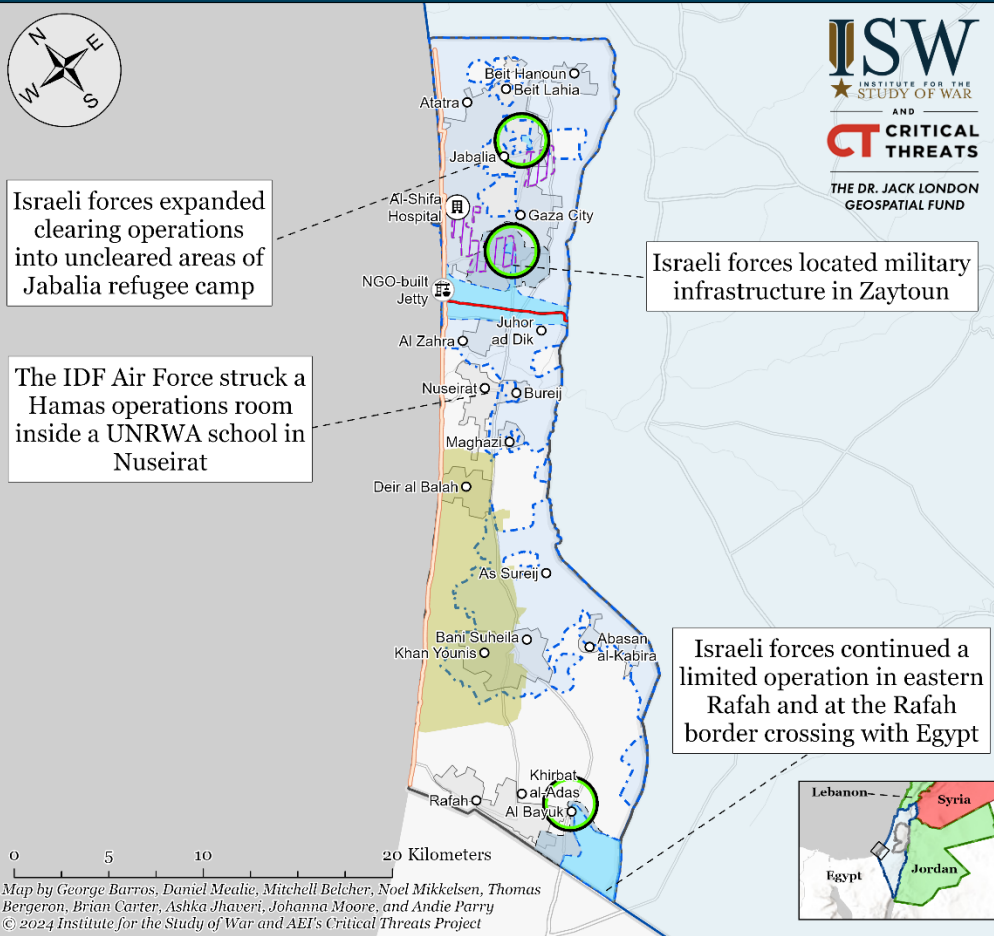 N
E
W
S
ISW
INSTITUTE FOR THE
STUDY OF WAR
AND
CT CRITICAL
THREATS
THE DR. JACK LONDON
GEOSPATIAL FUND
Beit Hanoun
Beit Lahia
Atatra
Jabalia
Israeli forces expanded
clearing operations
into uncleared areas of
Jabalia refugee camp
Al-Shifa
Hospital
Gaza City
Israeli forces located military
infrastructure in Zaytoun
NGO-built
Jetty
Juhor
ad Dik
Al Zahra
The IDF Air Force struck a
Hamas operations room
inside a UNRWA school in
Nuseirat
Nuseirat
Bureij
Maghazi
Deir al Balah
As Sureij
Bani Suheila
Khan Younis
Abasan
al-Kabira
Israeli forces continued a
limited operation in eastern
Rafah and at the Rafah
border crossing with Egypt
Khirbat
al-Adas
Rafah
Al Bayuk
Lebanon
Syria
Egypt
Jordan
0 5 10 20 Kilometers
Map by George Barros, Daniel Mealie, Mitchell Belcher, Noel Mikkelsen, Thomas
Bergeron, Brian Carter, Ashka Jhaveri, Johanna Moore, and Andie Parry
© 2024 Institute for the Study of War and AEI's Critical Threats Project